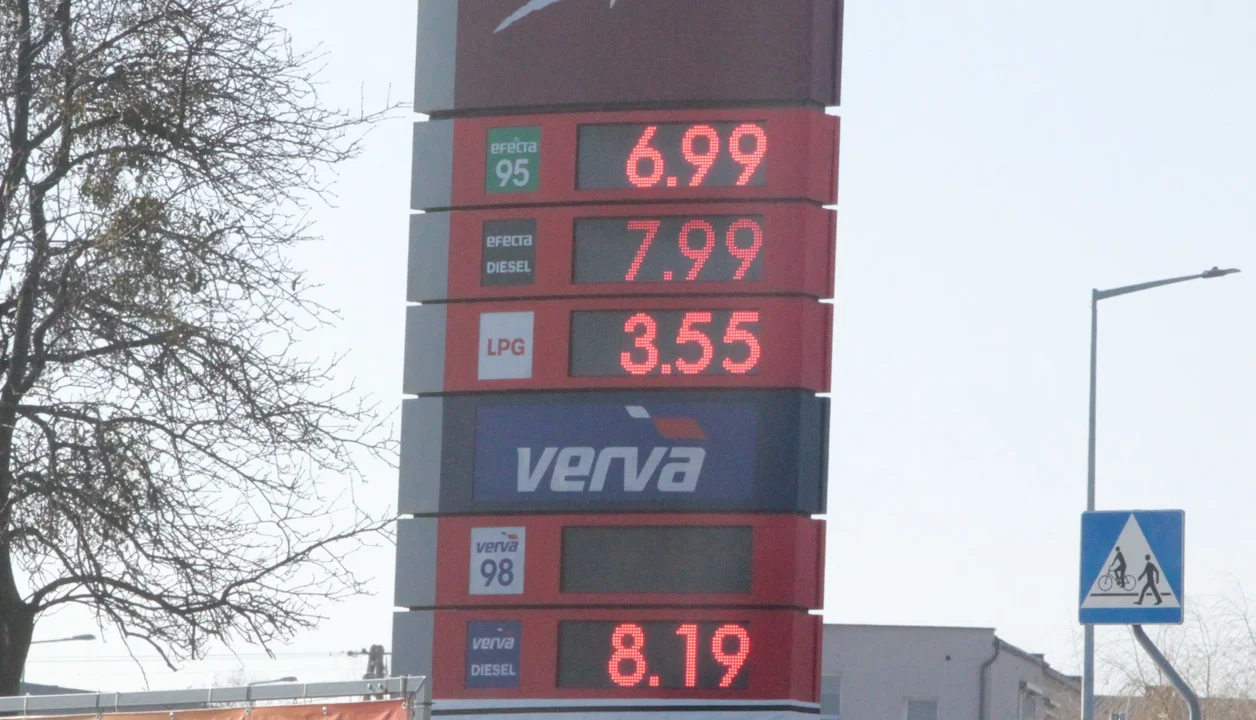 efecta
95
6.99
efecta
DIESEL
7.99
LPG
3.55
verva
verva
98
verva
DIESEL
8.19